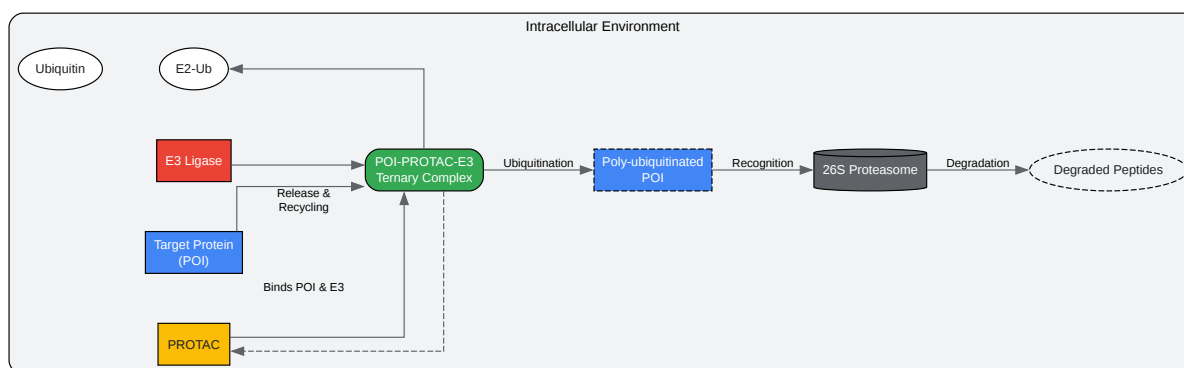 Intracellular Environment
Ubiquitin
E2-Ub
E3 Ligase
POI-PROTAC-E3
Ternary Complex
Ubiquitination
Poly-ubiquitinated
POI
Recognition
26S Proteasome
Degradation
Degraded Peptides
Release &
Recycling
Target Protein
(POI)
Binds POI & E3
PROTAC